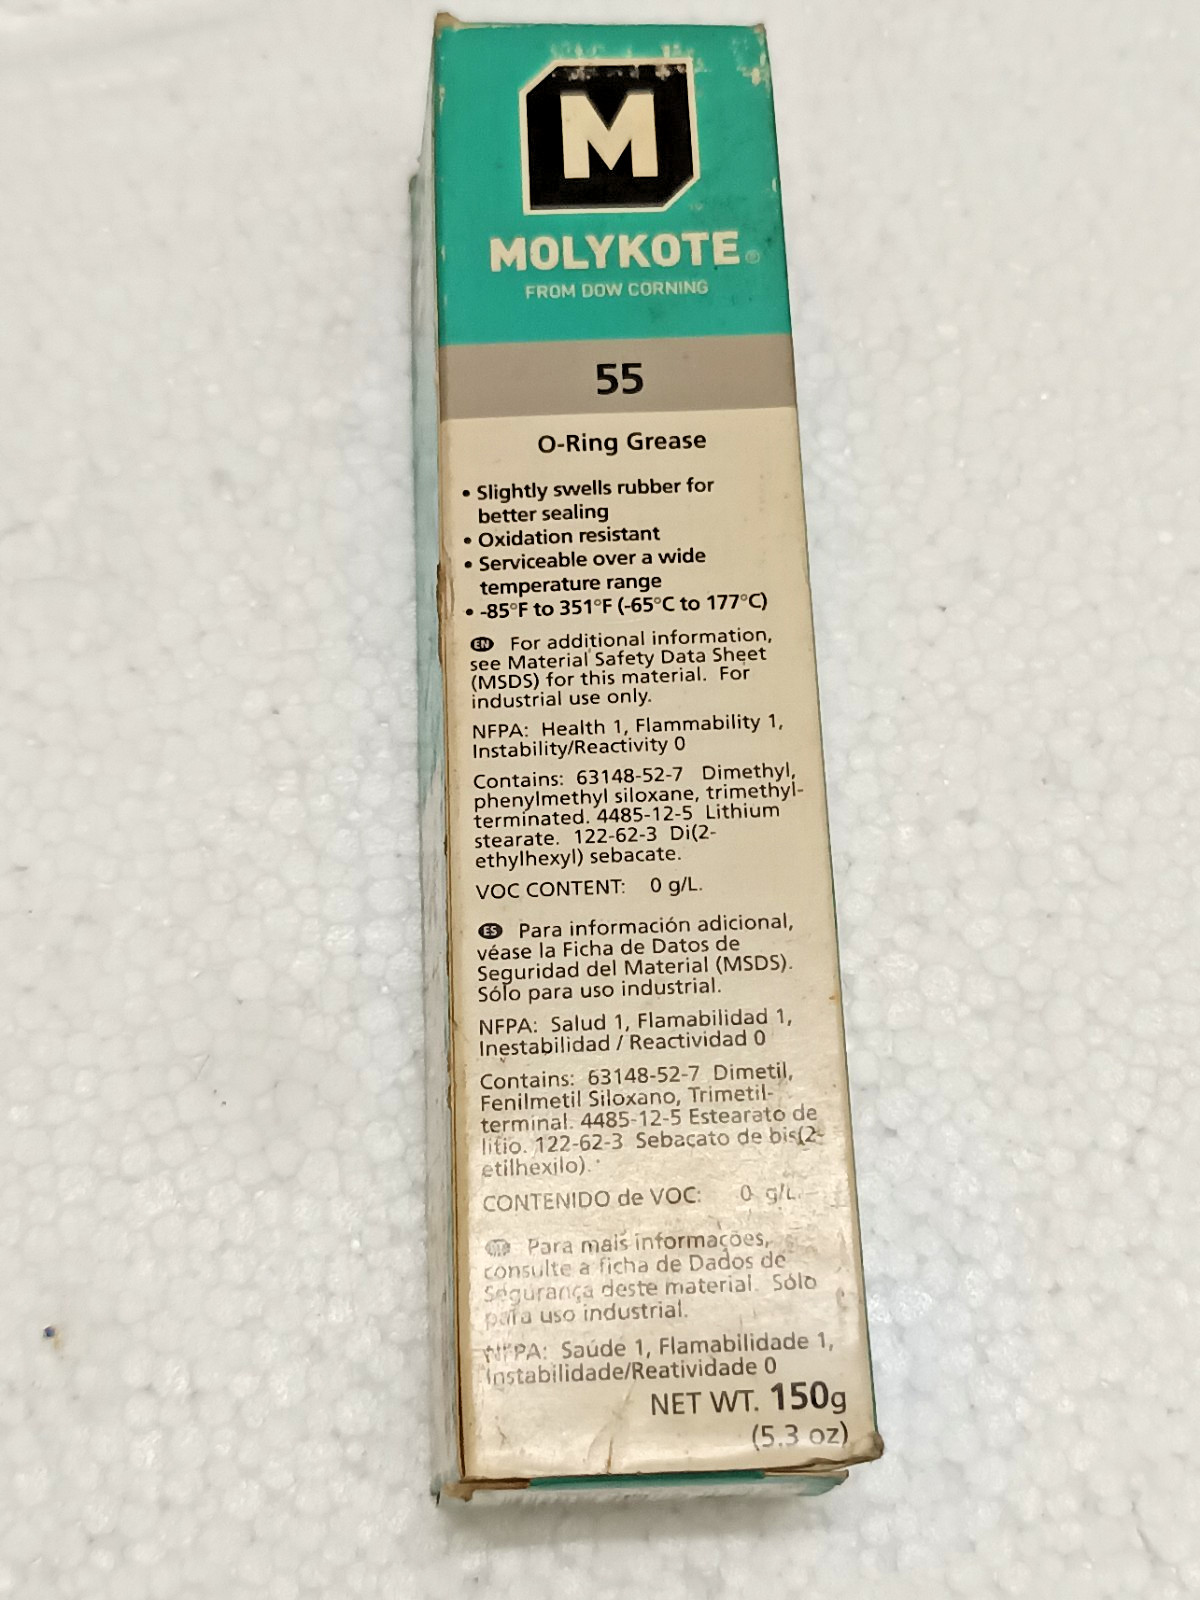 M
MOLYKOTE®
FROM DOW CORNING
55
O-Ring Grease
• Slightly swells rubber for
better sealing
• Oxidation resistant
• Serviceable over a wide
temperature range
• -85°F to 351°F (-65°C to 177°C)
EN For additional information,
see Material Safety Data Sheet
(MSDS) for this material. For
industrial use only.
NFPA: Health 1, Flammability 1,
Instability/Reactivity 0
Contains: 63148-52-7 Dimethyl,
phenylmethyl siloxane, trimethyl-
terminated. 4485-12-5 Lithium
stearate. 122-62-3 Di(2-
ethylhexyl) sebacate.
VOC CONTENT: 0 g/L.
ES Para información adicional,
véase la Ficha de Datos de
Seguridad del Material (MSDS).
Sólo para uso industrial.
NFPA: Salud 1, Flamabilidad 1,
Inestabilidad / Reactividad 0
Contains: 63148-52-7 Dimetil,
Fenilmetil Siloxano, Trimetil-
terminal. 4485-12-5 Estearato de
litio. 122-62-3 Sebacato de bis(2-
etilhexilo).
CONTENIDO de VOC: 0 g/L.
Para mais informações,
consulte a ficha de Dados de
Segurança deste material. Sólo
para uso industrial.
NFPA: Saúde 1, Flamabilidade 1,
Instabilidade/Reatividade 0
NET WT. 150g
(5.3 oz)